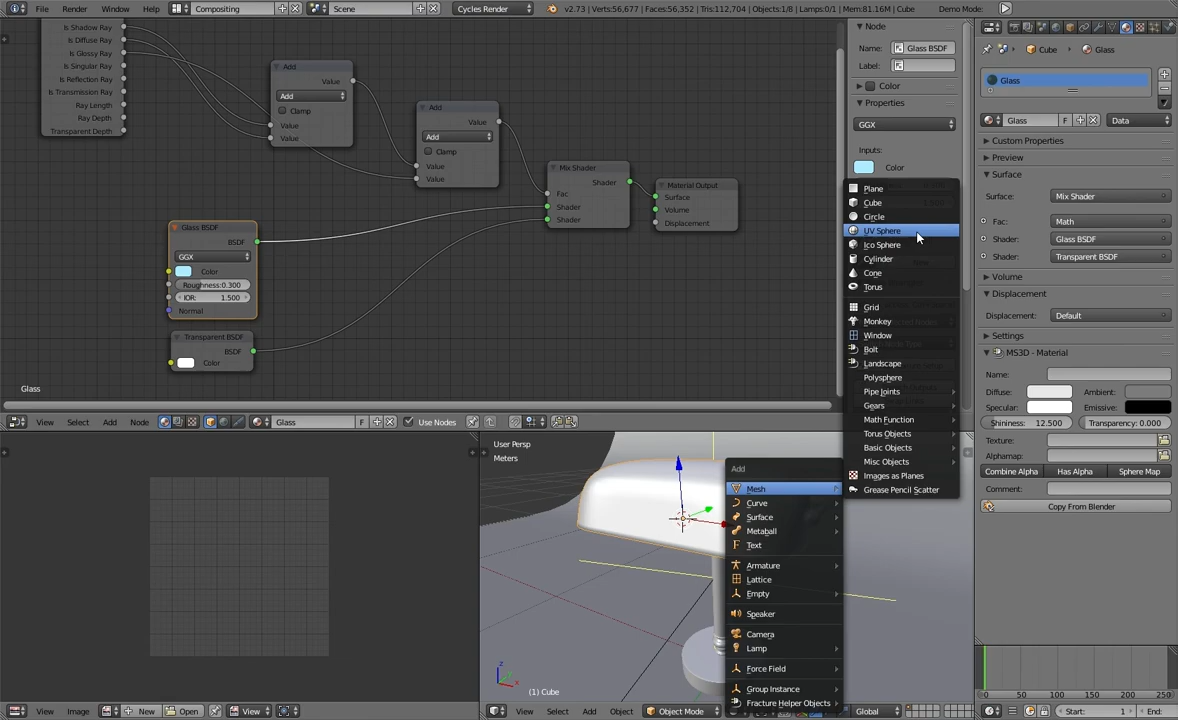 File Render Window Help Compositing Scene Cycles Render v2.73 | Verts:56,677 | Faces:56,352 | Tris:112,704 | Objects:1/8 | Lamps:0/1 | Mem:81.16M | Cube Demo Mode:
Is Shadow Ray
Is Diffuse Ray
Is Glossy Ray
Is Singular Ray
Is Reflection Ray
Is Transmission Ray
Ray Length
Ray Depth
Transparent Depth
Add
Value
Add
Clamp
Value
Value
Add
Value
Add
Clamp
Value
Value
Mix Shader
Shader
Fac
Shader
Shader
Material Output
Surface
Volume
Displacement
Glass BSDF
BSDF
GGX
Color
Roughness:0.300
IOR: 1.500
Normal
Transparent BSDF
BSDF
Color
Glass
View Select Add Node Glass F Use Nodes
Node
Name: Glass BSDF
Label:
Color
Properties
GGX
Inputs:
Color
Plane
Cube
Circle
UV Sphere
Ico Sphere
Cylinder
Cone
Torus
Grid
Monkey
Window
Bolt
Landscape
Polysphere
Pipe Joints
Gears
Math Function
Torus Objects
Basic Objects
Misc Objects
Images as Planes
Grease Pencil Scatter
Cube Glass
Glass
Glass F Data
Custom Properties
Preview
Surface
Surface: Mix Shader
Fac: Math
Shader: Glass BSDF
Shader: Transparent BSDF
Volume
Displacement
Displacement: Default
Settings
MS3D - Material
Name:
Diffuse: Ambient:
Specular: Emissive:
Shininess: 12.500 Transparency: 0.000
Texture:
Alphamap:
Combine Alpha Has Alpha Sphere Map
Comment:
Copy From Blender
User Persp
Meters
(1) Cube
z
y
x
Add
Mesh
Curve
Surface
Metaball
Text
Armature
Lattice
Empty
Speaker
Camera
Lamp
Force Field
Group Instance
Fracture Helper Objects
View Image New Open View
View Select Add Object Object Mode Global
0 50 100 150 200 250
Start: 1 End: